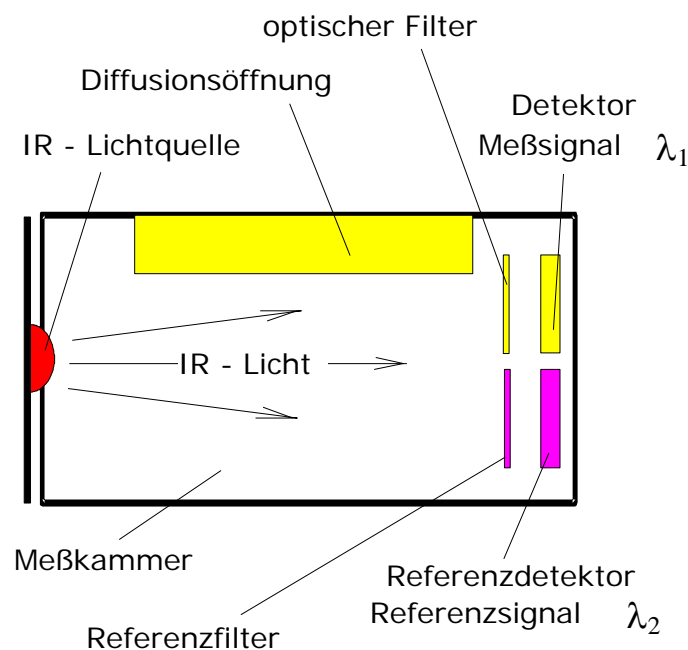 optischer Filter
Diffusionsöffnung
Detektor
IR - Lichtquelle
Meßsignal λ₁
IR - Licht
Meßkammer
Referenzdetektor
Referenzsignal λ₂
Referenzfilter